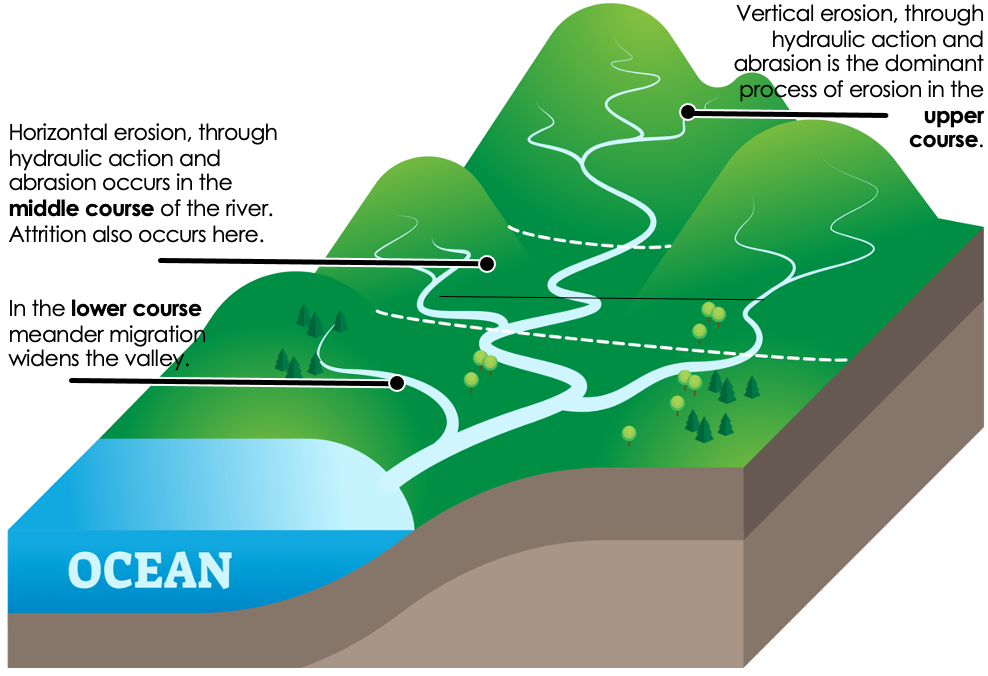 Vertical erosion, through
hydraulic action and
abrasion is the dominant
process of erosion in the
upper
course.
Horizontal erosion, through
hydraulic action and
abrasion occurs in the
middle course of the river.
Attrition also occurs here.
In the lower course
meander migration
widens the valley.
OCEAN